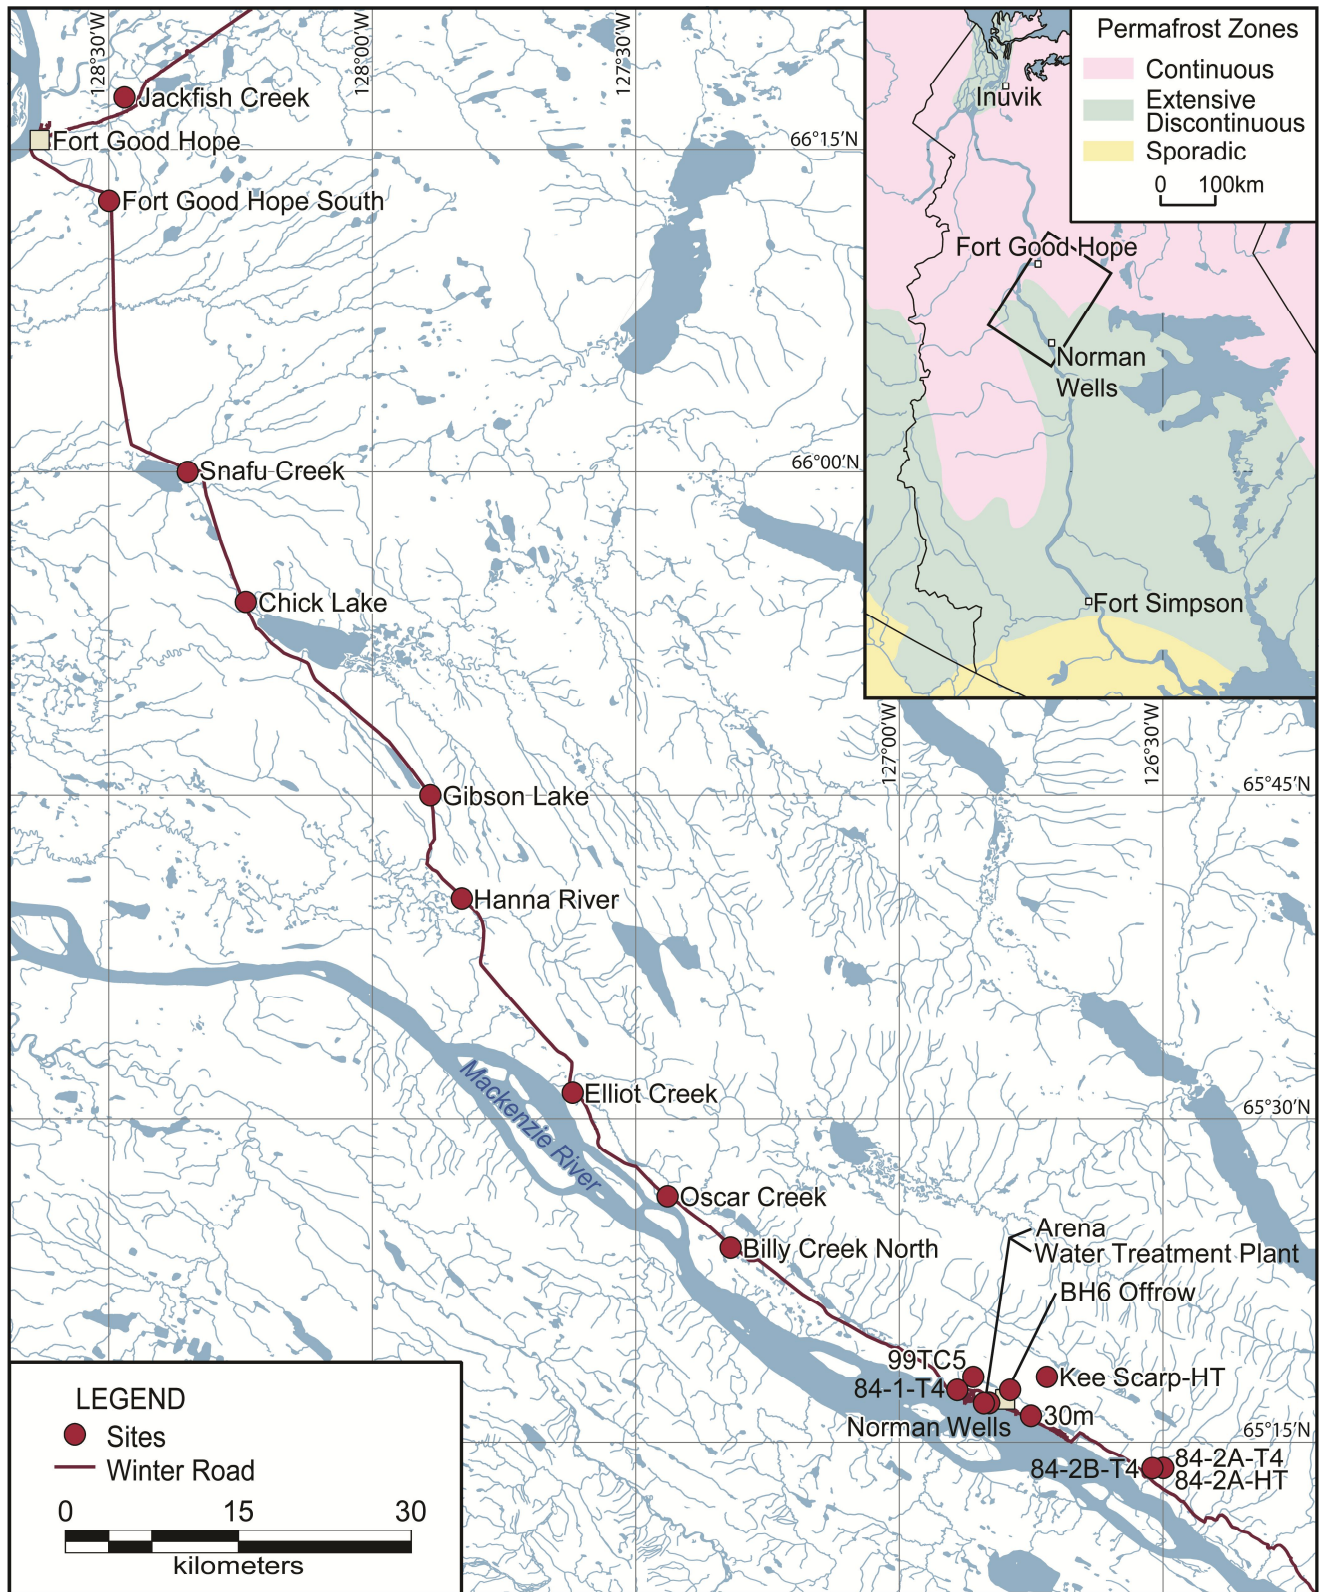 128°30'W
128°00'W
127°30'W
Jackfish Creek
Fort Good Hope
66°15'N
Fort Good Hope South
Snafu Creek
66°00'N
Chick Lake
Permafrost Zones
Continuous
Extensive
Discontinuous
Sporadic
0 100km
Inuvik
Fort Good Hope
Norman
Wells
Fort Simpson
127°00'W
126°30'W
65°45'N
Gibson Lake
Hanna River
Mackenzie River
Elliot Creek
65°30'N
Oscar Creek
Billy Creek North
Arena
Water Treatment Plant
BH6 Offrow
99TC5
84-1-T4
Kee Scarp-HT
Norman Wells
30m
65°15'N
84-2B-T4
84-2A-T4
84-2A-HT
LEGEND
Sites
Winter Road
0 15 30
kilometers